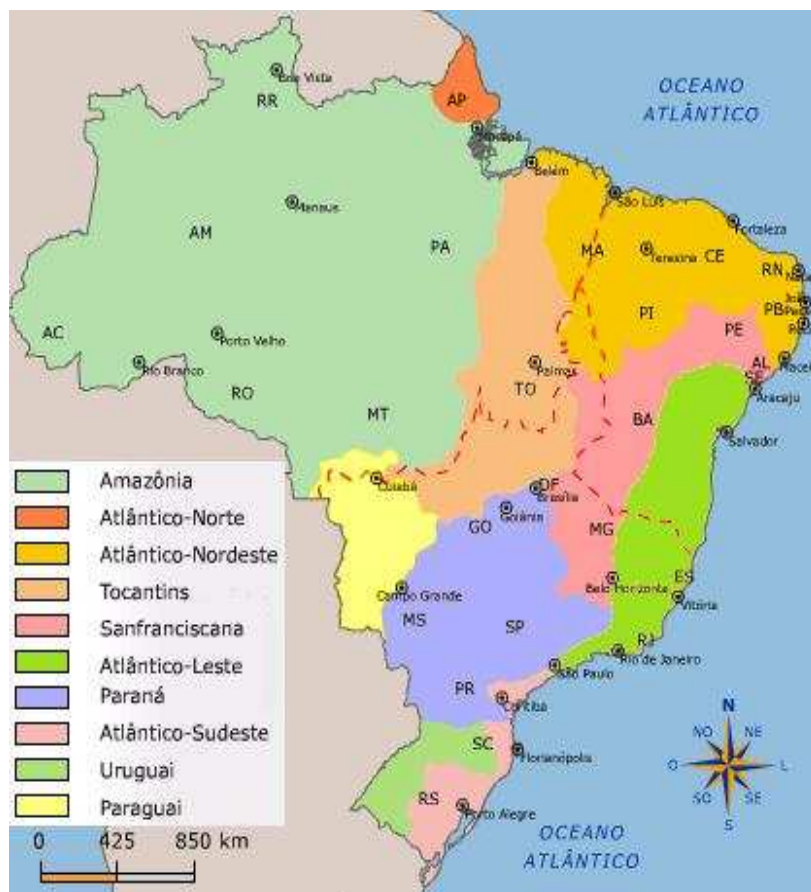 Boa Vista
RR
AP
OCEANO
ATLÂNTICO
Belém
Manaus
São Luís
Fortaleza
AM
PA
MA
Teresina
CE
RN
PI
PB
AC
Porto Velho
PE
Rio Branco
Palmas
AL
RO
TO
SE
Aracaju
MT
BA
Salvador
Cuiabá
DF
Brasília
Goiânia
GO
MG
Campo Grande
Belo Horizonte
ES
Vitória
MS
SP
RJ
Rio de Janeiro
São Paulo
PR
Curitiba
SC
Florianópolis
RS
Porto Alegre
Amazônia
Atlântico-Norte
Atlântico-Nordeste
Tocantins
Sanfranciscana
Atlântico-Leste
Paraná
Atlântico-Sudeste
Uruguai
Paraguai
0 425 850 km
N
NO NE
O L
SO SE
S
OCEANO
ATLÂNTICO